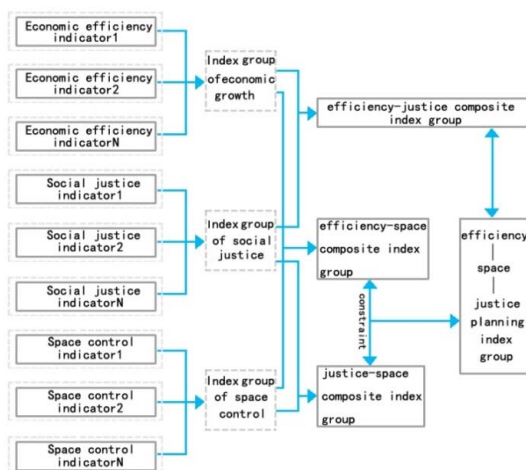 Economic efficiency
indicator1
Economic efficiency
indicator2
Economic efficiency
indicatorN
Social justice
indicator1
Social justice
indicator2
Social justice
indicatorN
Space control
indicator1
Space control
indicator2
Space control
indicatorN
Index group
ofeconomic
growth
Index group
of social
justice
Index group
of space
control
efficiency-justice composite
index group
efficiency-space
composite index
group
constraint
justice-space
composite index
group
efficiency
|
space
|
justice
planning
index
group